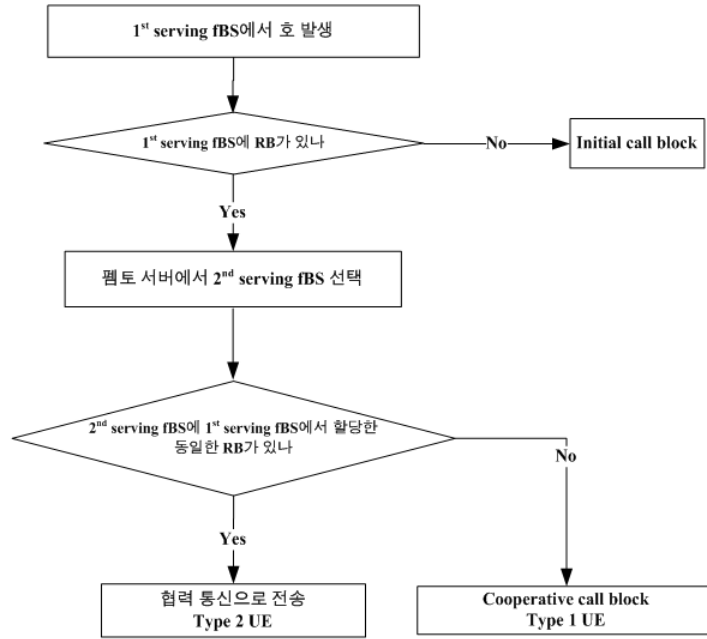 1st serving fBS에서 호 발생
1st serving fBS에 RB가 있나
No
Initial call block
Yes
펨토 서버에서 2nd serving fBS 선택
2nd serving fBS에 1st serving fBS에서 할당한
동일한 RB가 있나
No
Yes
협력 통신으로 전송
Type 2 UE
Cooperative call block
Type 1 UE